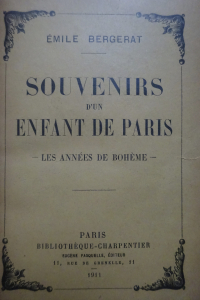 EMILE BERGERAT
SOUVENIRS
D'UN
ENFANT DE PARIS
— LES ANNÉES DE BOHÈME —
PARIS
BIBLIOTHÈQUE-CHARPENTIER
EUGÈNE FASQUELLE, ÉDITEUR
11, RUE DE GRENELLE, 11
1911